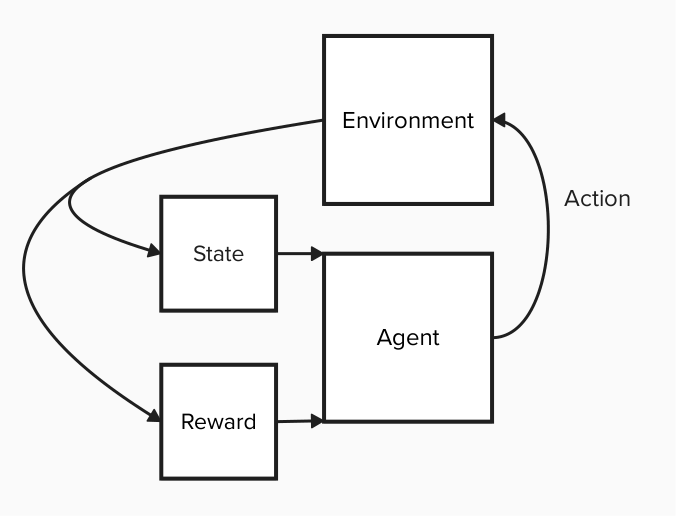 Environment
Action
State
Agent
Reward